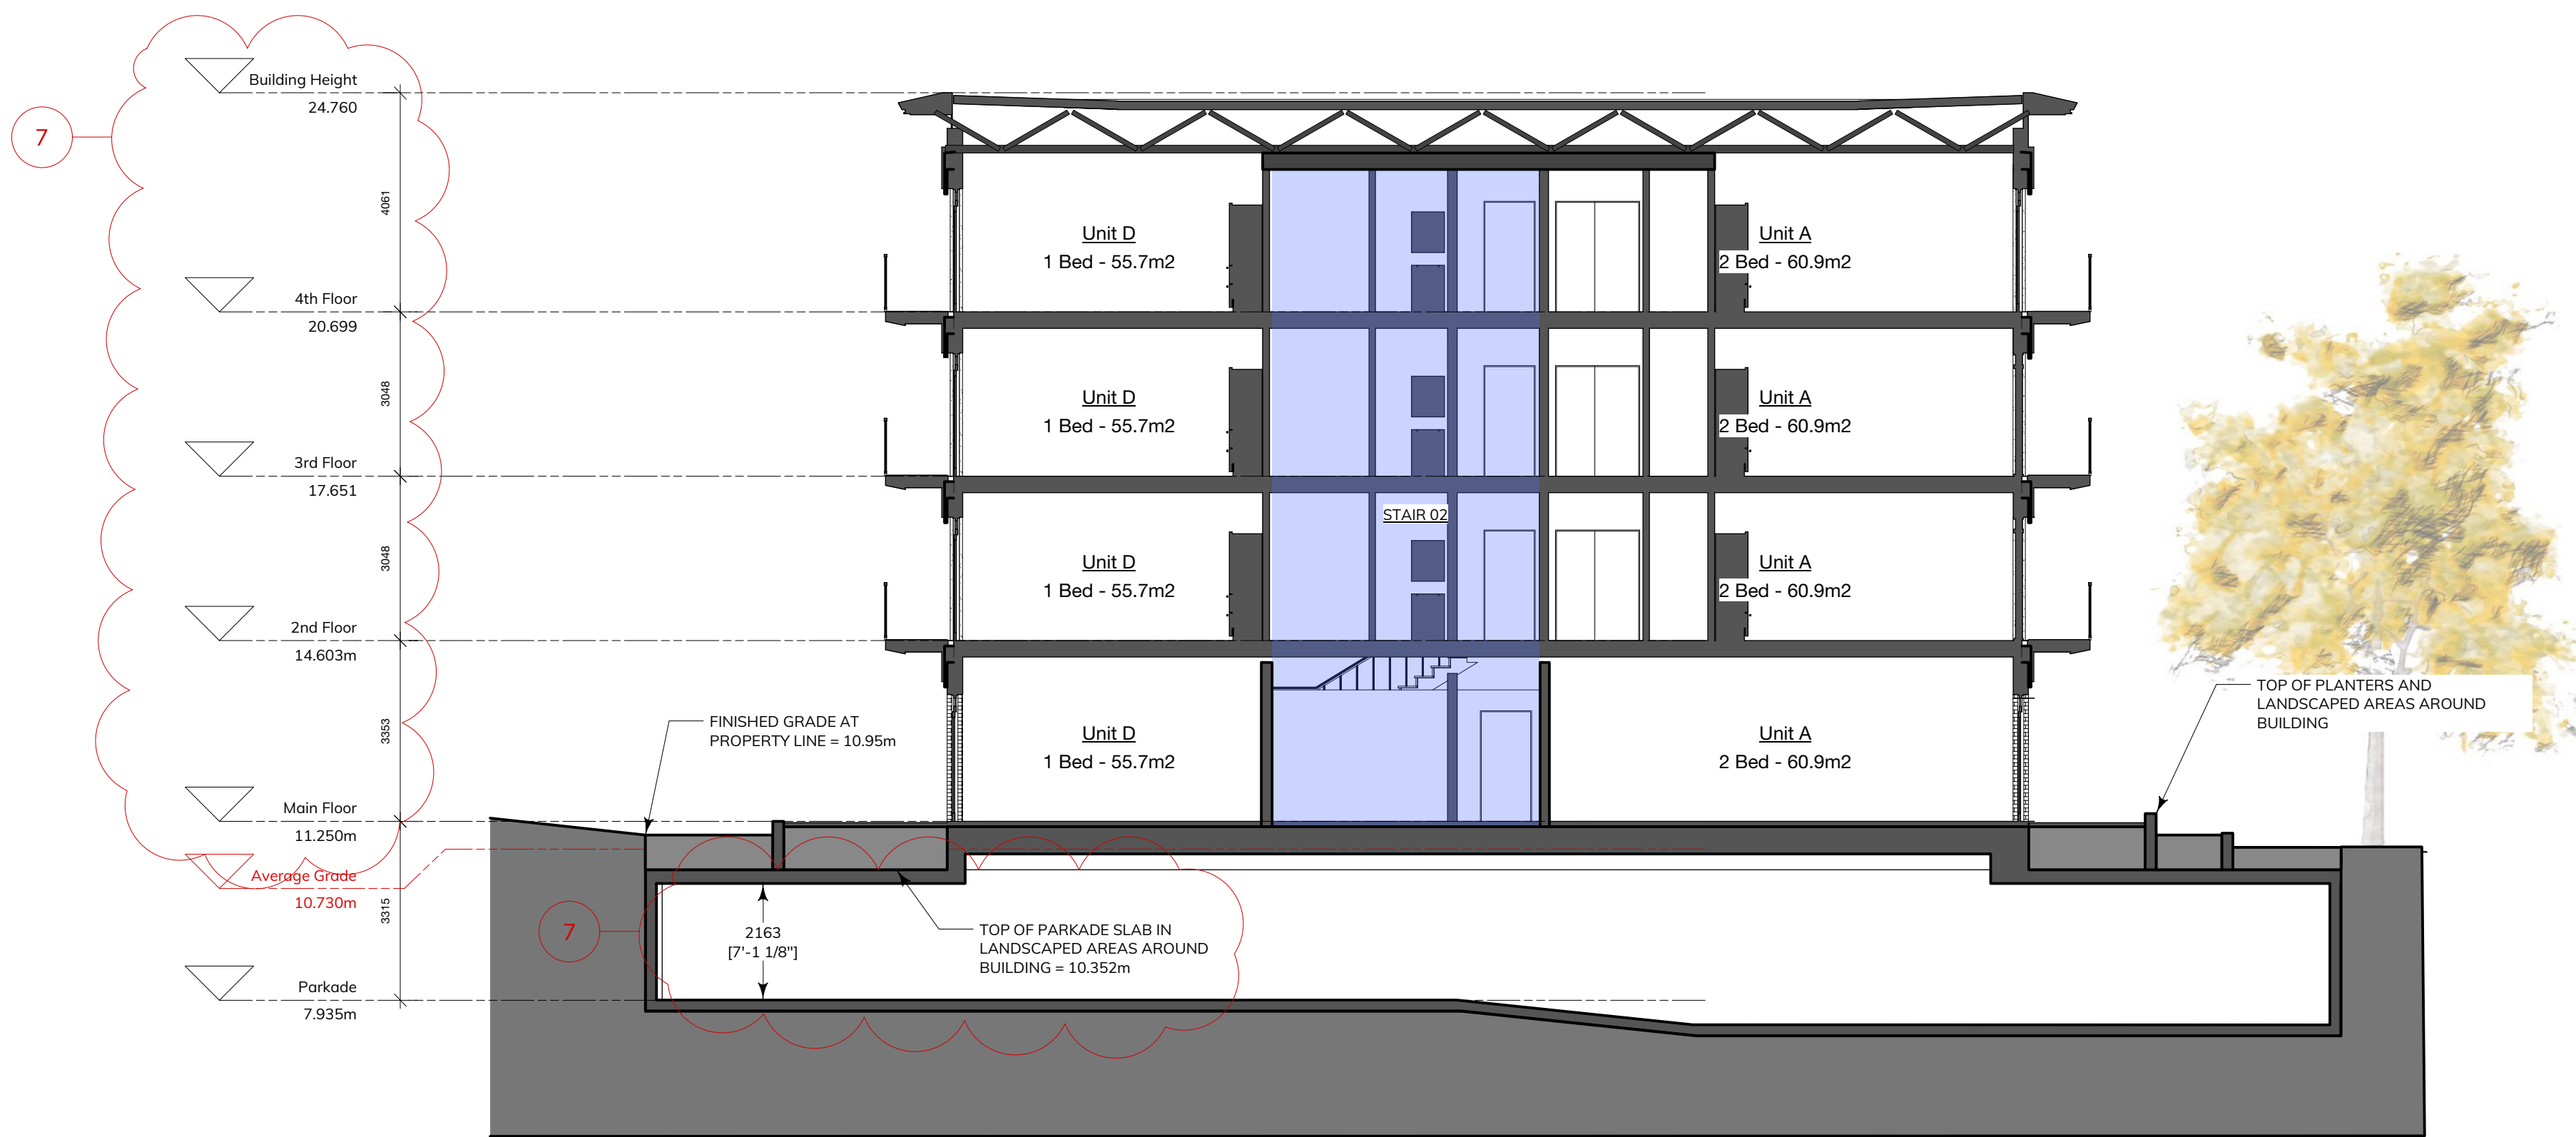 Building Height
24.760
7
4061
4th Floor
20.699
3048
3rd Floor
17.651
3048
2nd Floor
14.603m
3353
Main Floor
11.250m
Average Grade
10.730m
3315
Parkade
7.935m
Unit D
1 Bed - 55.7m2
Unit A
2 Bed - 60.9m2
Unit D
1 Bed - 55.7m2
Unit A
2 Bed - 60.9m2
STAIR 02
Unit D
1 Bed - 55.7m2
Unit A
2 Bed - 60.9m2
Unit D
1 Bed - 55.7m2
Unit A
2 Bed - 60.9m2
FINISHED GRADE AT
PROPERTY LINE = 10.95m
TOP OF PLANTERS AND
LANDSCAPED AREAS AROUND
BUILDING
7
2163
[7'-1 1/8"]
TOP OF PARKADE SLAB IN
LANDSCAPED AREAS AROUND
BUILDING = 10.352m